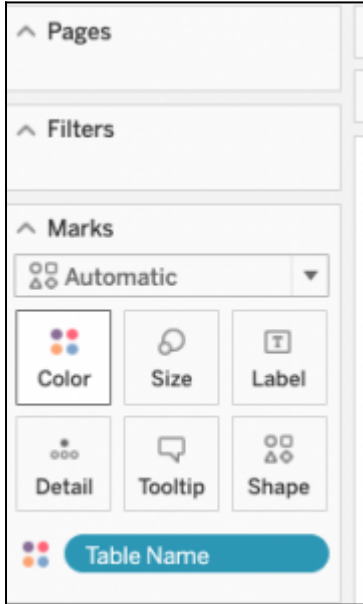 Pages
Filters
Marks
Automatic
Color Size Label
Detail Tooltip Shape
Table Name